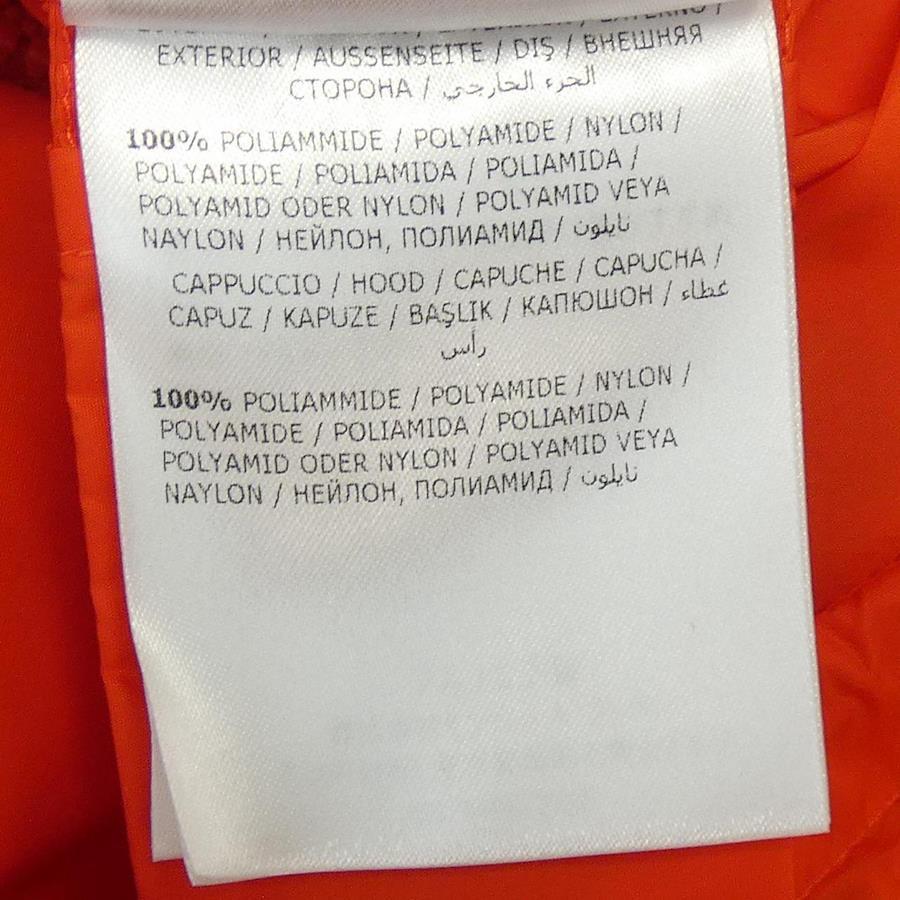 EXTERIOR / AUSSENSEITE / DIŞ / ВНЕШНЯЯ
СТОРОНА / الجزء الخارجي
100% POLIAMMIDE / POLYAMIDE / NYLON /
POLYAMIDE / POLIAMIDA / POLIAMIDA /
POLYAMID ODER NYLON / POLYAMID VEYA
NAYLON / НЕЙЛОН, ПОЛИАМИД / نايلون
CAPPUCCIO / HOOD / CAPUCHE / CAPUCHA /
CAPUZ / KAPUZE / BAŞLIK / КАПЮШОН / غطاء
رأس
100% POLIAMMIDE / POLYAMIDE / NYLON /
POLYAMIDE / POLIAMIDA / POLIAMIDA /
POLYAMID ODER NYLON / POLYAMID VEYA
NAYLON / НЕЙЛОН, ПОЛИАМИД / نايلون